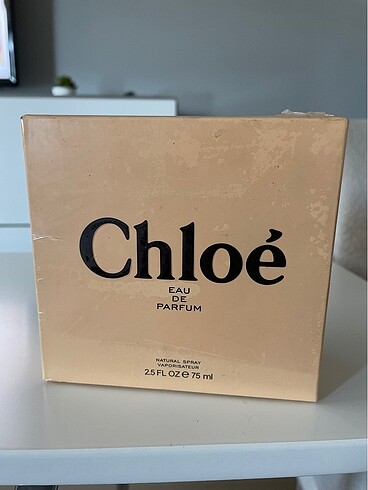 Chloé
EAU
DE
PARFUM
NATURAL SPRAY
VAPORISATEUR
2.5 FL OZ ℮ 75 ml